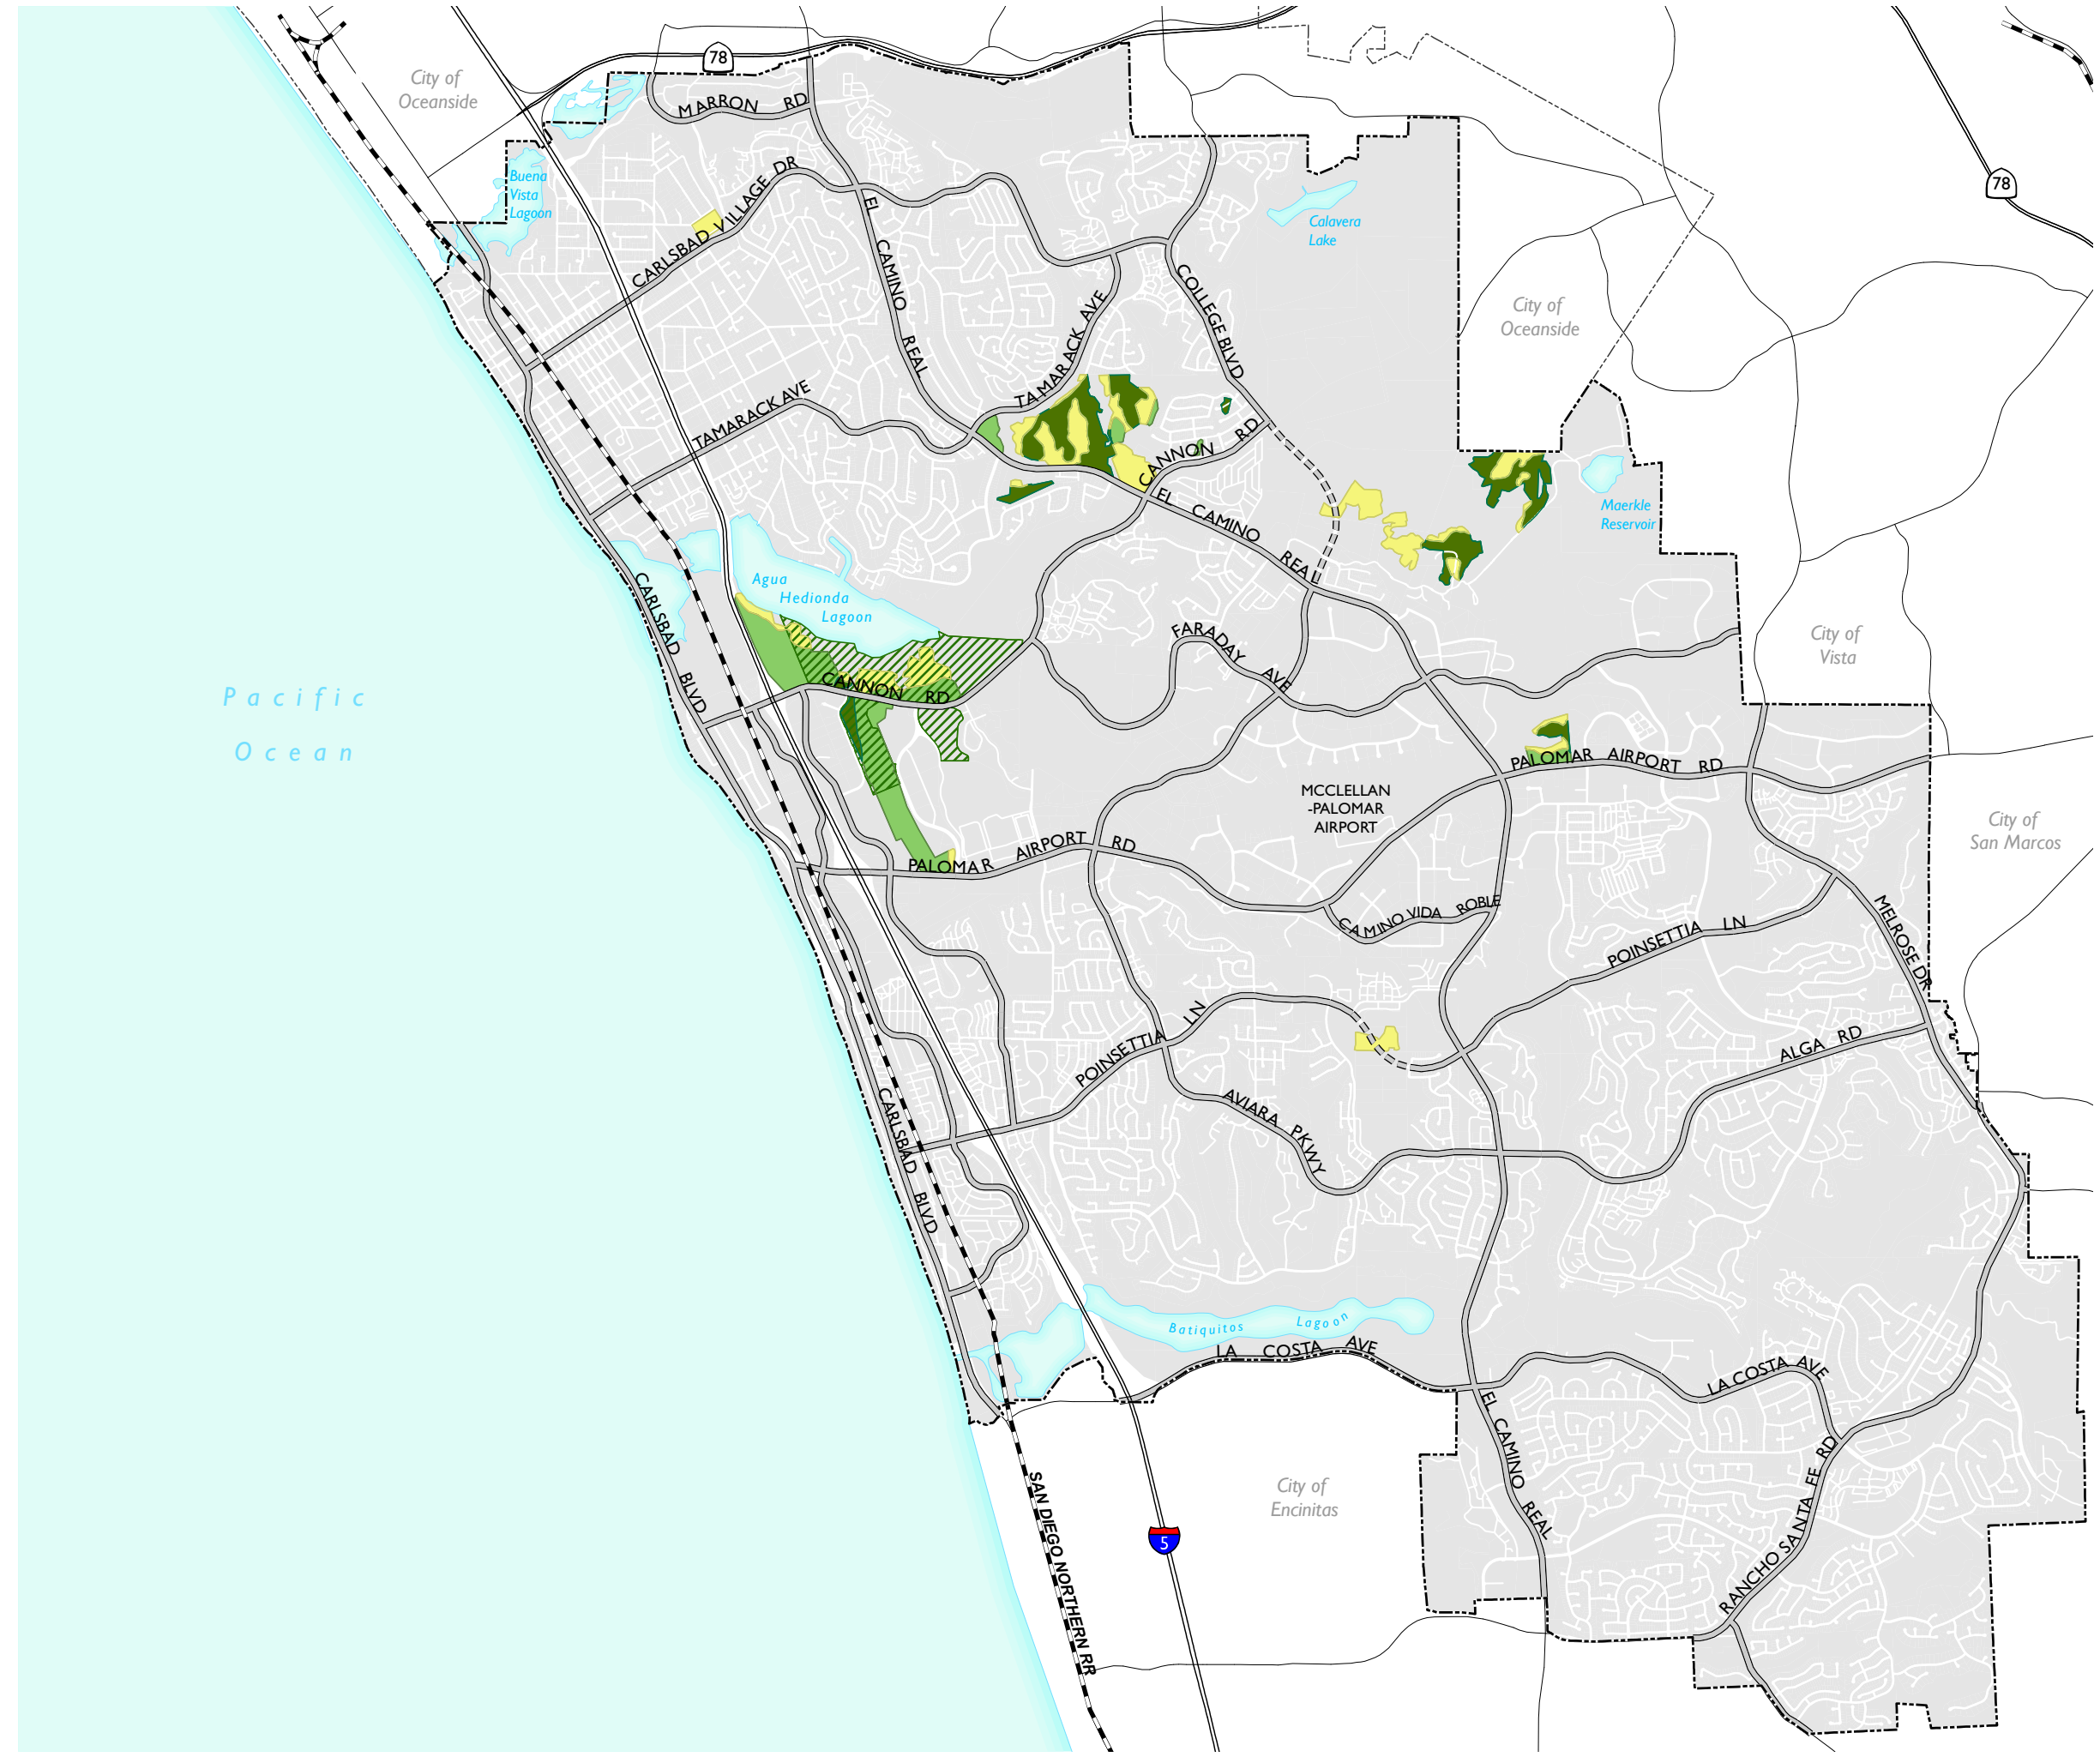 78
City of
Oceanside
MARRON RD
CARLSBAD VILLAGE DR
Buena
Vista
Lagoon
78
Calavera
Lake
EL CAMINO REAL
COLLEGE BLVD
City of
Oceanside
TAMARACK AVE
TAMARACK AVE
CANNON RD
EL CAMINO REAL
Maerkle
Reservoir
Agua
Hedionda
Lagoon
CARLSBAD BLVD
FARADAY AVE
City of
Vista
CANNON RD
Pacific
Ocean
PALOMAR AIRPORT RD
MCCLELLAN
-PALOMAR
AIRPORT
City of
San Marcos
PALOMAR AIRPORT RD
CAMINO VIDA ROBLE
MELROSE DR
POINSETTIA LN
POINSETTIA LN
ALGA RD
AVIARA PKWY
CARLSBAD BLVD
Batiquitos Lagoon
LA COSTA AVE
LA COSTA AVE
EL CAMINO REAL
RANCHO SANTA FE RD
City of
Encinitas
SAN DIEGO NORTHERN RR
5